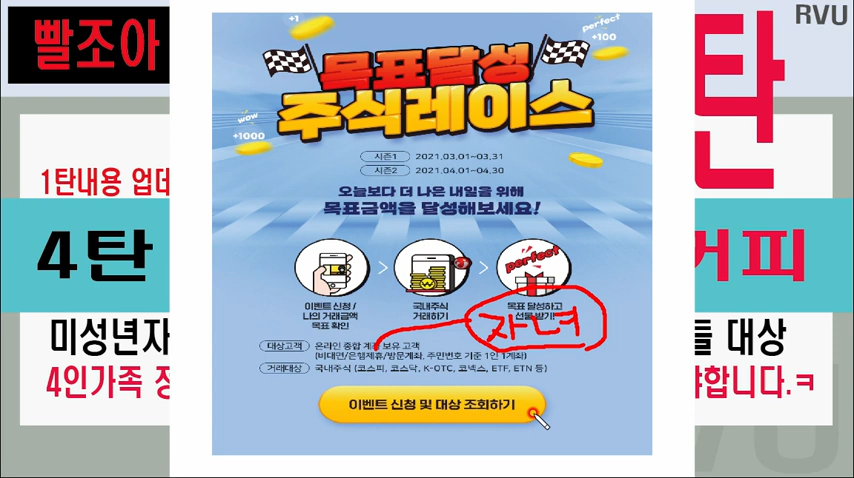 빨조아
RVU
탄
1탄내용 업데
4탄
커피
미성년자
들 대상
4인가족 정
야합니다.ㅋ
+1
perfect
+100
wow
+1000
목표달성
주식레이스
시즌1 2021.03.01~03.31
시즌2 2021.04.01~04.30
오늘보다 더 나은 내일을 위해
목표금액을 달성해보세요!
perfect
이벤트 신청 /
나의 거래금액
목표 확인
국내주식
거래하기
목표 달성하고
선물 받기!
자녀
대상고객 온라인 종합 계좌 보유 고객
(비대면/은행제휴/방문계좌, 주민번호 기준 1인 1계좌)
거래대상 국내주식 (코스피, 코스닥, K-OTC, 코넥스, ETF, ETN 등)
이벤트 신청 및 대상 조회하기
VU